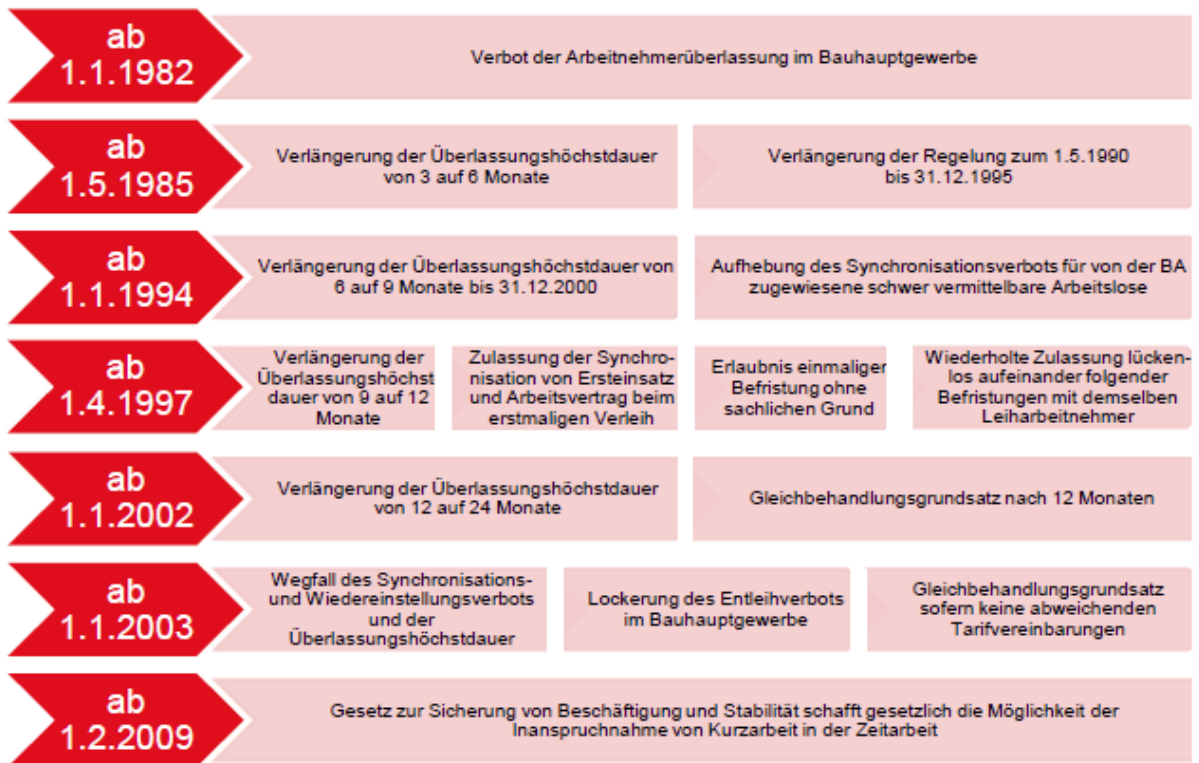 ab
1.1.1982
Verbot der Arbeitnehmerüberlassung im Bauhauptgewerbe
ab
1.5.1985
Verlängerung der Überlassungshöchstdauer
von 3 auf 6 Monate
Verlängerung der Regelung zum 1.5.1990
bis 31.12.1995
ab
1.1.1994
Verlängerung der Überlassungshöchstdauer von
6 auf 9 Monate bis 31.12.2000
Aufhebung des Synchronisationsverbots für von der BA
zugewiesene schwer vermittelbare Arbeitslose
ab
1.4.1997
Verlängerung der
Überlassungshöchst
dauer von 9 auf 12
Monate
Zulassung der Synchro-
nisation von Ersteinsatz
und Arbeitsvertrag beim
erstmaligen Verleih
Erlaubnis einmaliger
Befristung ohne
sachlichen Grund
Wiederholte Zulassung lücken-
los aufeinander folgender
Befristungen mit demselben
Leiharbeitnehmer
ab
1.1.2002
Verlängerung der Überlassungshöchstdauer
von 12 auf 24 Monate
Gleichbehandlungsgrundsatz nach 12 Monaten
ab
1.1.2003
Wegfall des Synchronisations-
und Wiedereinstellungsverbots
und der
Überlassungshöchstdauer
Lockerung des Entleihverbots
im Bauhauptgewerbe
Gleichbehandlungsgrundsatz
sofern keine abweichenden
Tarifvereinbarungen
ab
1.2.2009
Gesetz zur Sicherung von Beschäftigung und Stabilität schafft gesetzlich die Möglichkeit der
Inanspruchnahme von Kurzarbeit in der Zeitarbeit